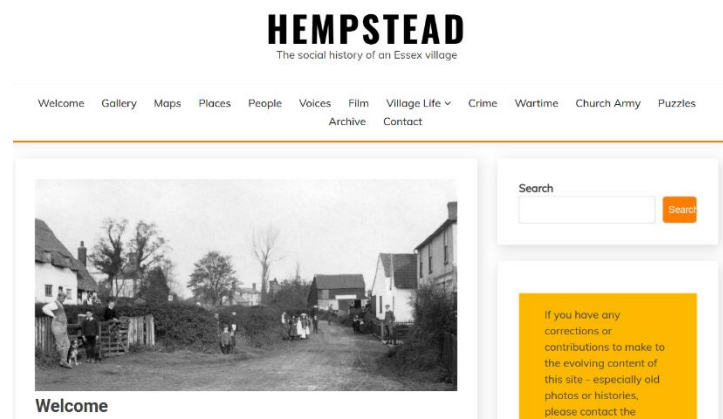 HEMPSTEAD
The social history of an Essex village
Welcome Gallery Maps Places People Voices Film Village Life Crime Wartime Church Army Puzzles
Archive Contact
Welcome
Search
Search
If you have any
corrections or
contributions to make to
the evolving content of
this site - especially old
photos or histories,
please contact the